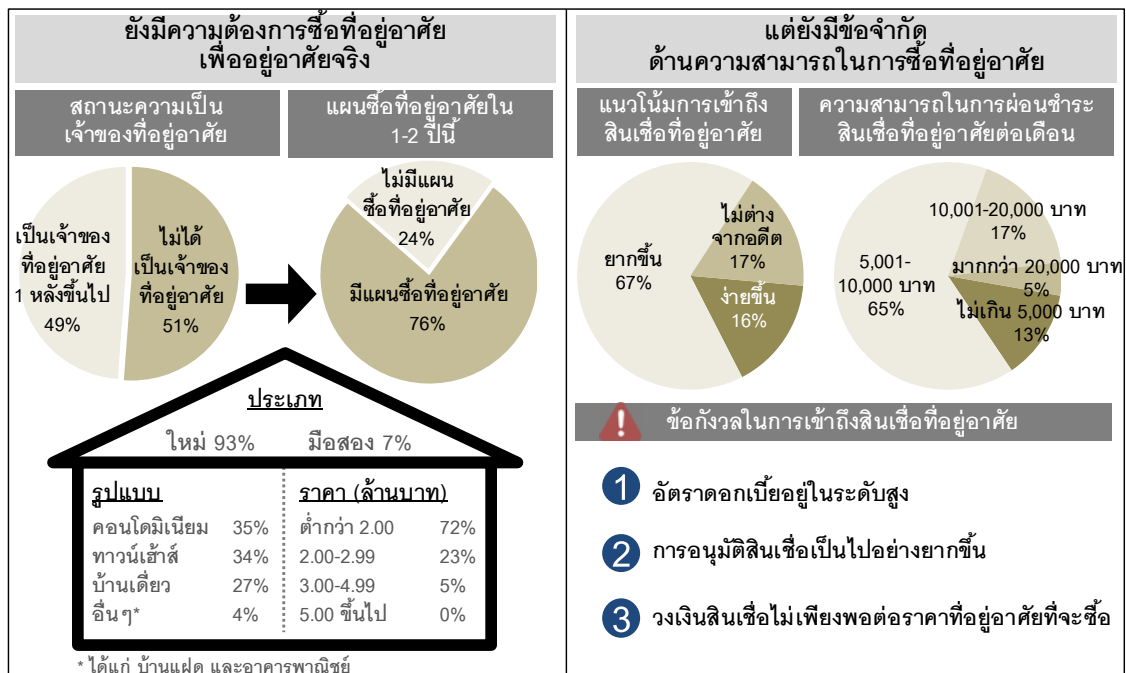 ยังมีความต้องการซื้อที่อยู่อาศัย
เพื่ออยู่อาศัยจริง
สถานะความเป็น
เจ้าของที่อยู่อาศัย
แผนซื้อที่อยู่อาศัยใน
1-2 ปีนี้
เป็นเจ้าของ
ที่อยู่อาศัย
1 หลังขึ้นไป
49%
ไม่ได้
เป็นเจ้าของ
ที่อยู่อาศัย
51%
ไม่มีแผน
ซื้อที่อยู่อาศัย
24%
มีแผนซื้อที่อยู่อาศัย
76%
ประเภท
ใหม่ 93% มือสอง 7%
รูปแบบ
คอนโดมิเนียม 35%
ทาวน์เฮ้าส์ 34%
บ้านเดี่ยว 27%
อื่นๆ* 4%
ราคา (ล้านบาท)
ต่ำกว่า 2.00 72%
2.00-2.99 23%
3.00-4.99 5%
5.00 ขึ้นไป 0%
* ได้แก่ บ้านแฝด และอาคารพาณิชย์
แต่ยังมีข้อจำกัด
ด้านความสามารถในการซื้อที่อยู่อาศัย
แนวโน้มการเข้าถึง
สินเชื่อที่อยู่อาศัย
ความสามารถในการผ่อนชำระ
สินเชื่อที่อยู่อาศัยต่อเดือน
ยากขึ้น
67%
ไม่ต่าง
จากอดีต
17%
ง่ายขึ้น
16%
10,001-20,000 บาท
17%
5,001-
10,000 บาท
65%
มากกว่า 20,000 บาท
5%
ไม่เกิน 5,000 บาท
13%
! ข้อกังวลในการเข้าถึงสินเชื่อที่อยู่อาศัย
1 อัตราดอกเบี้ยอยู่ในระดับสูง
2 การอนุมัติสินเชื่อเป็นไปอย่างยากขึ้น
3 วงเงินสินเชื่อไม่เพียงพอต่อราคาที่อยู่อาศัยที่จะซื้อ